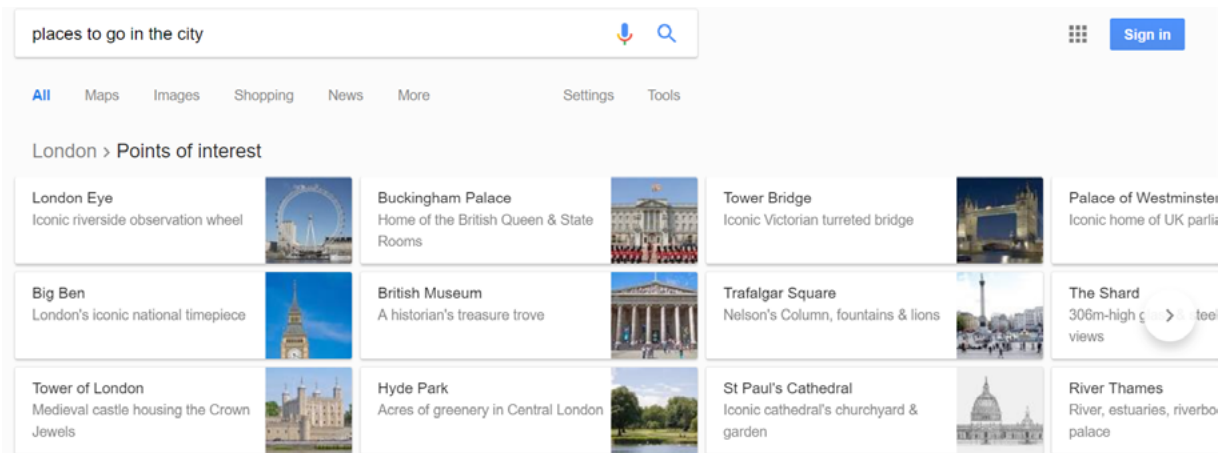 places to go in the city
Sign in
All Maps Images Shopping News More Settings Tools
London > Points of interest
London Eye
Iconic riverside observation wheel
Buckingham Palace
Home of the British Queen & State
Rooms
Tower Bridge
Iconic Victorian turreted bridge
Palace of Westminster
Iconic home of UK
Big Ben
London's iconic national timepiece
British Museum
A historian's treasure trove
Trafalgar Square
Nelson's Column, fountains & lions
The Shard
306m-high
views
Tower of London
Medieval castle housing the Crown
Jewels
Hyde Park
Acres of greenery in Central London
St Paul's Cathedral
Iconic cathedral's churchyard &
garden
River Thames
River, estuaries,
palace